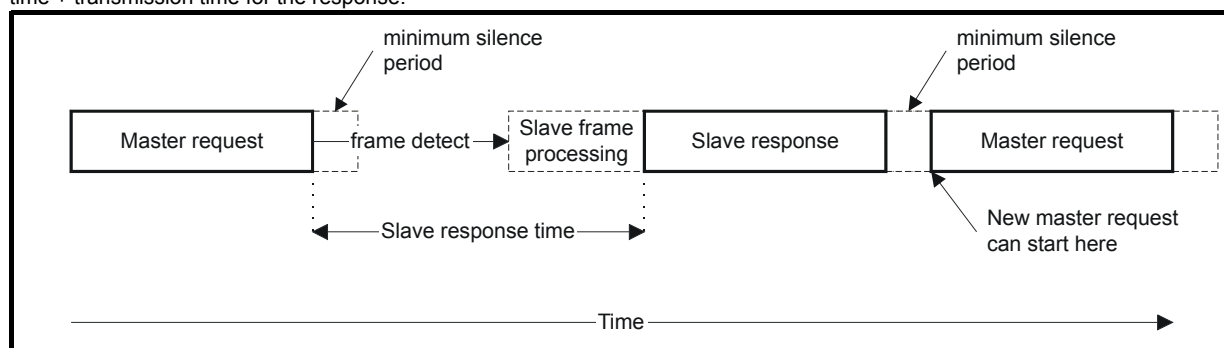 time + transmission time for the response.
minimum silence
period
minimum silence
period
Master request
frame detect
Slave frame
processing
Slave response
Master request
Slave response time
New master request
can start here
Time